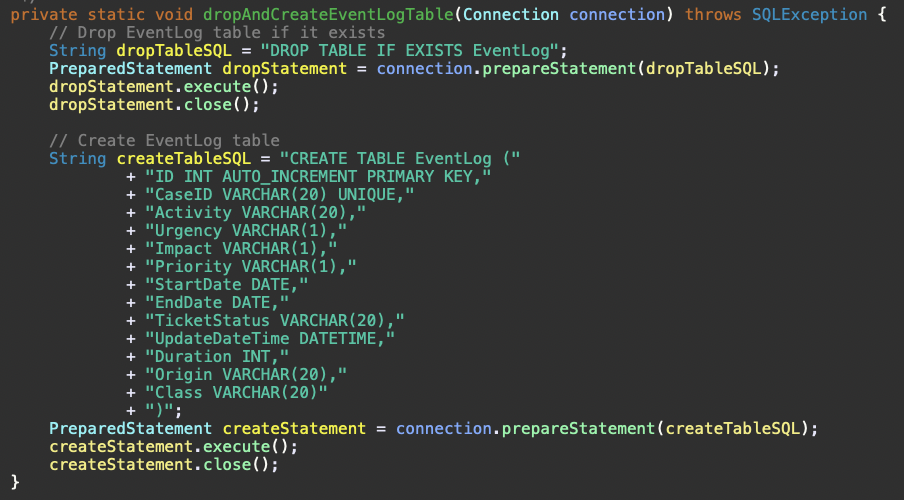 private static void dropAndCreateEventLogTable(Connection connection) throws SQLException {
    // Drop EventLog table if it exists
    String dropTableSQL = "DROP TABLE IF EXISTS EventLog";
    PreparedStatement dropStatement = connection.prepareStatement(dropTableSQL);
    dropStatement.execute();
    dropStatement.close();

    // Create EventLog table
    String createTableSQL = "CREATE TABLE EventLog ("
            + "ID INT AUTO_INCREMENT PRIMARY KEY,"
            + "CaseID VARCHAR(20) UNIQUE,"
            + "Activity VARCHAR(20),"
            + "Urgency VARCHAR(1),"
            + "Impact VARCHAR(1),"
            + "Priority VARCHAR(1),"
            + "StartDate DATE,"
            + "EndDate DATE,"
            + "TicketStatus VARCHAR(20),"
            + "UpdateDateTime DATETIME,"
            + "Duration INT,"
            + "Origin VARCHAR(20),"
            + "Class VARCHAR(20)"
            + ")";
    PreparedStatement createStatement = connection.prepareStatement(createTableSQL);
    createStatement.execute();
    createStatement.close();
}